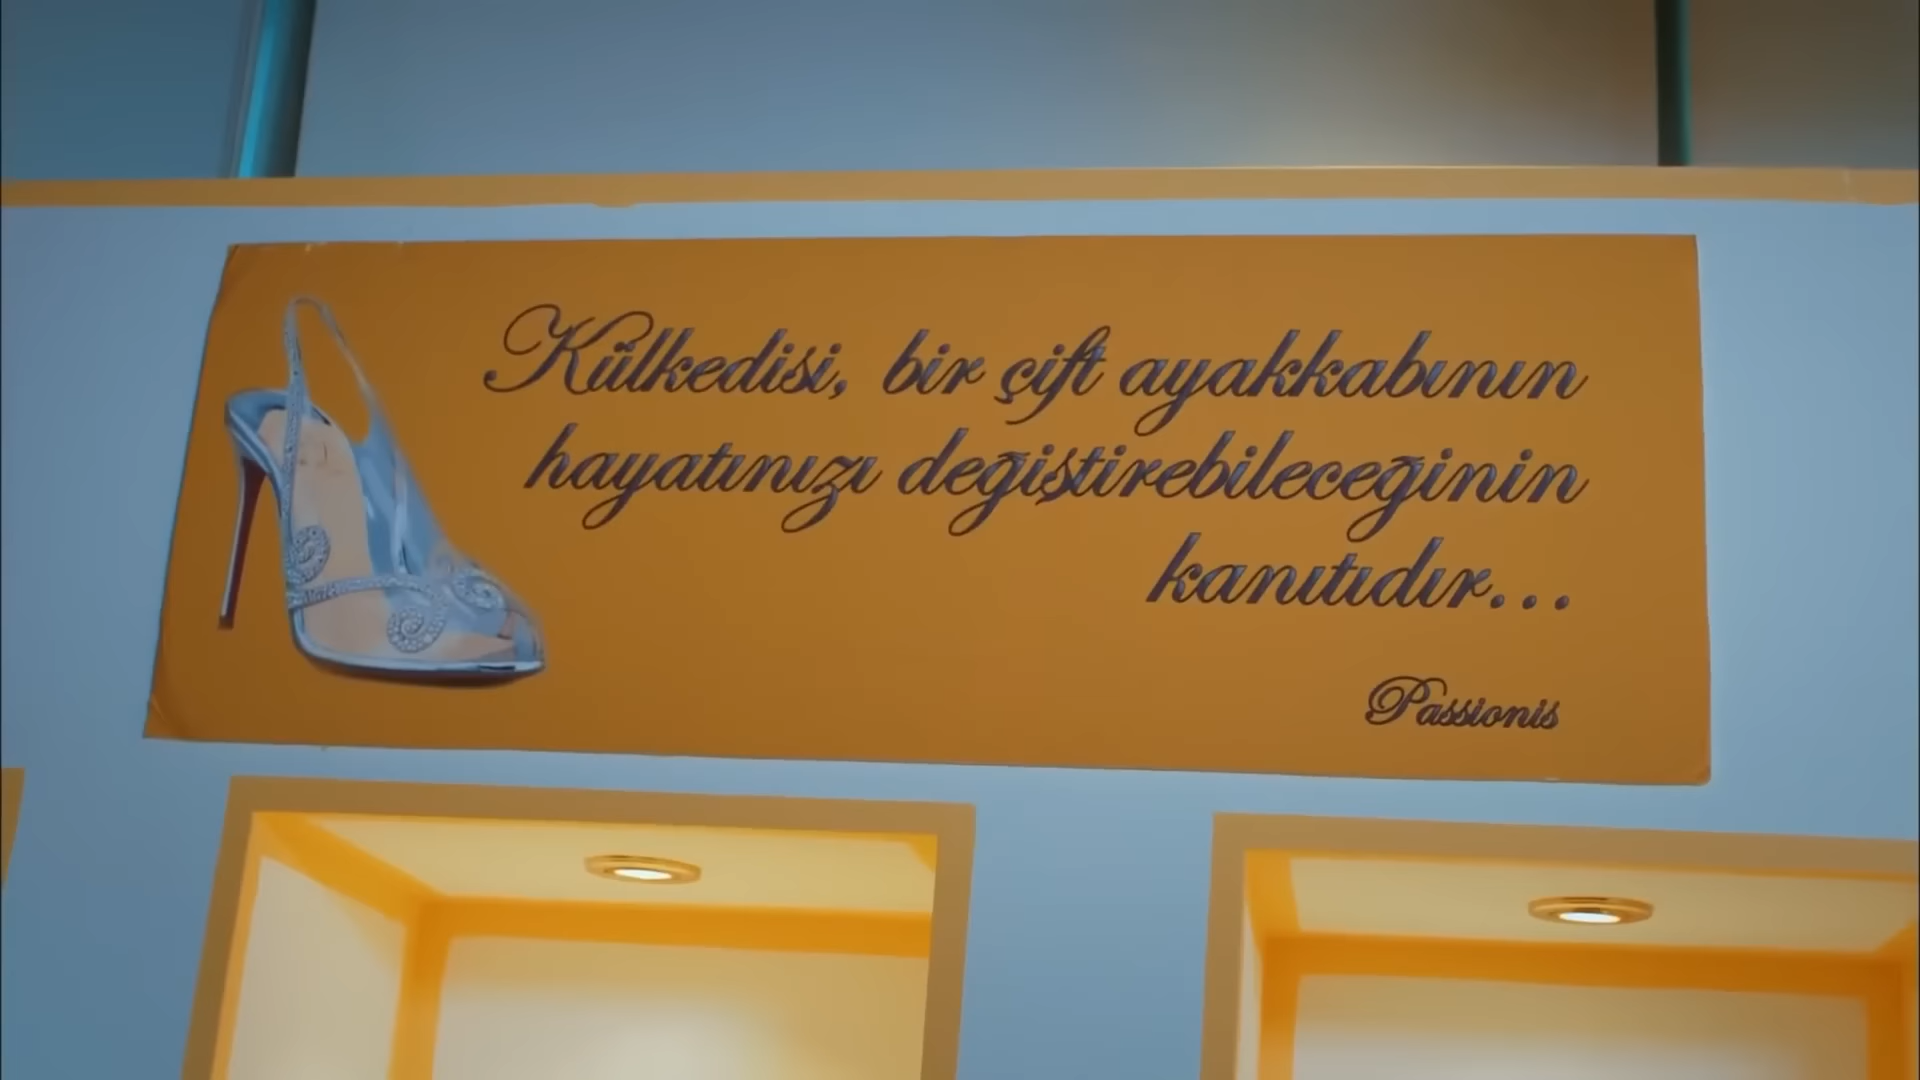 Külkedisi, bir çift ayakkabının
hayatınızı değiştirebileceğinin
kanıtıdır...
Passionis